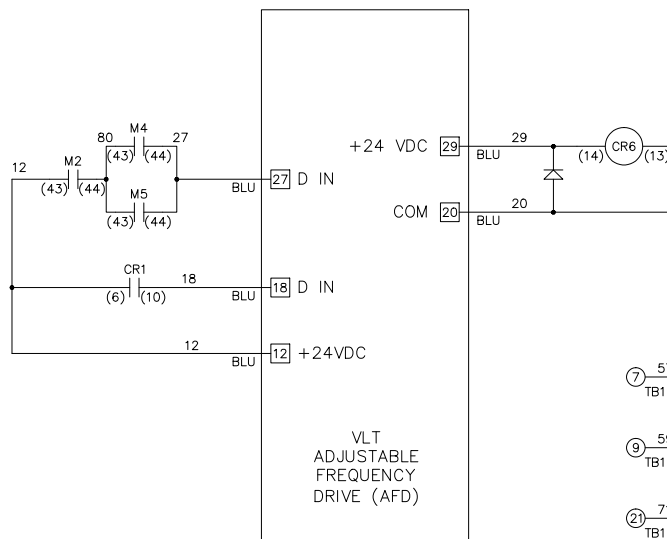 M4
80
27
(43)
(44)
12
M2
(43)
(44)
M5
(43)
(44)
BLU
27
D IN
CR1
18
(6)
(10)
BLU
18
D IN
12
BLU
12
+24VDC
+24 VDC
29
29
BLU
(14)
CR6
(13)
COM
20
20
BLU
VLT
ADJUSTABLE
FREQUENCY
DRIVE (AFD)
7
TB1
9
59
TB1
21
TB1